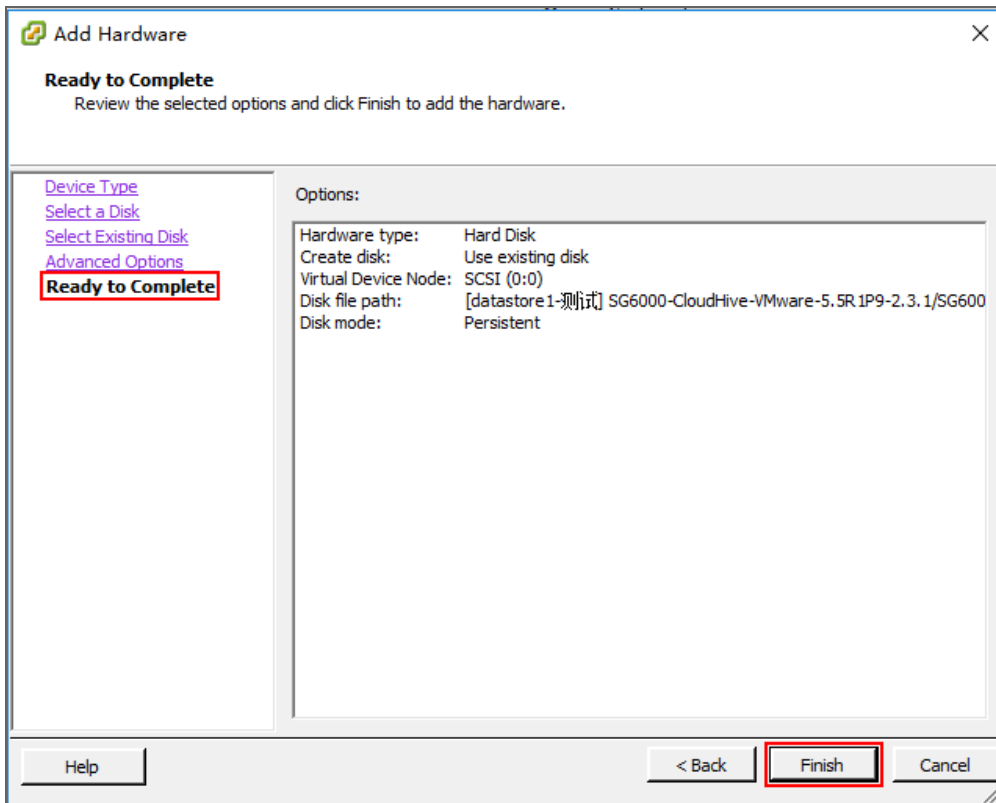 Add Hardware
Ready to Complete
Review the selected options and click Finish to add the hardware.
Device Type
Select a Disk
Select Existing Disk
Advanced Options
Ready to Complete
Options:
Hardware type: Hard Disk
Create disk: Use existing disk
Virtual Device Node: SCSI (0:0)
Disk file path: [datastore1-测试] SG6000-CloudHive-VMware-5.5R1P9-2.3.1/SG600
Disk mode: Persistent
Help
< Back
Finish
Cancel